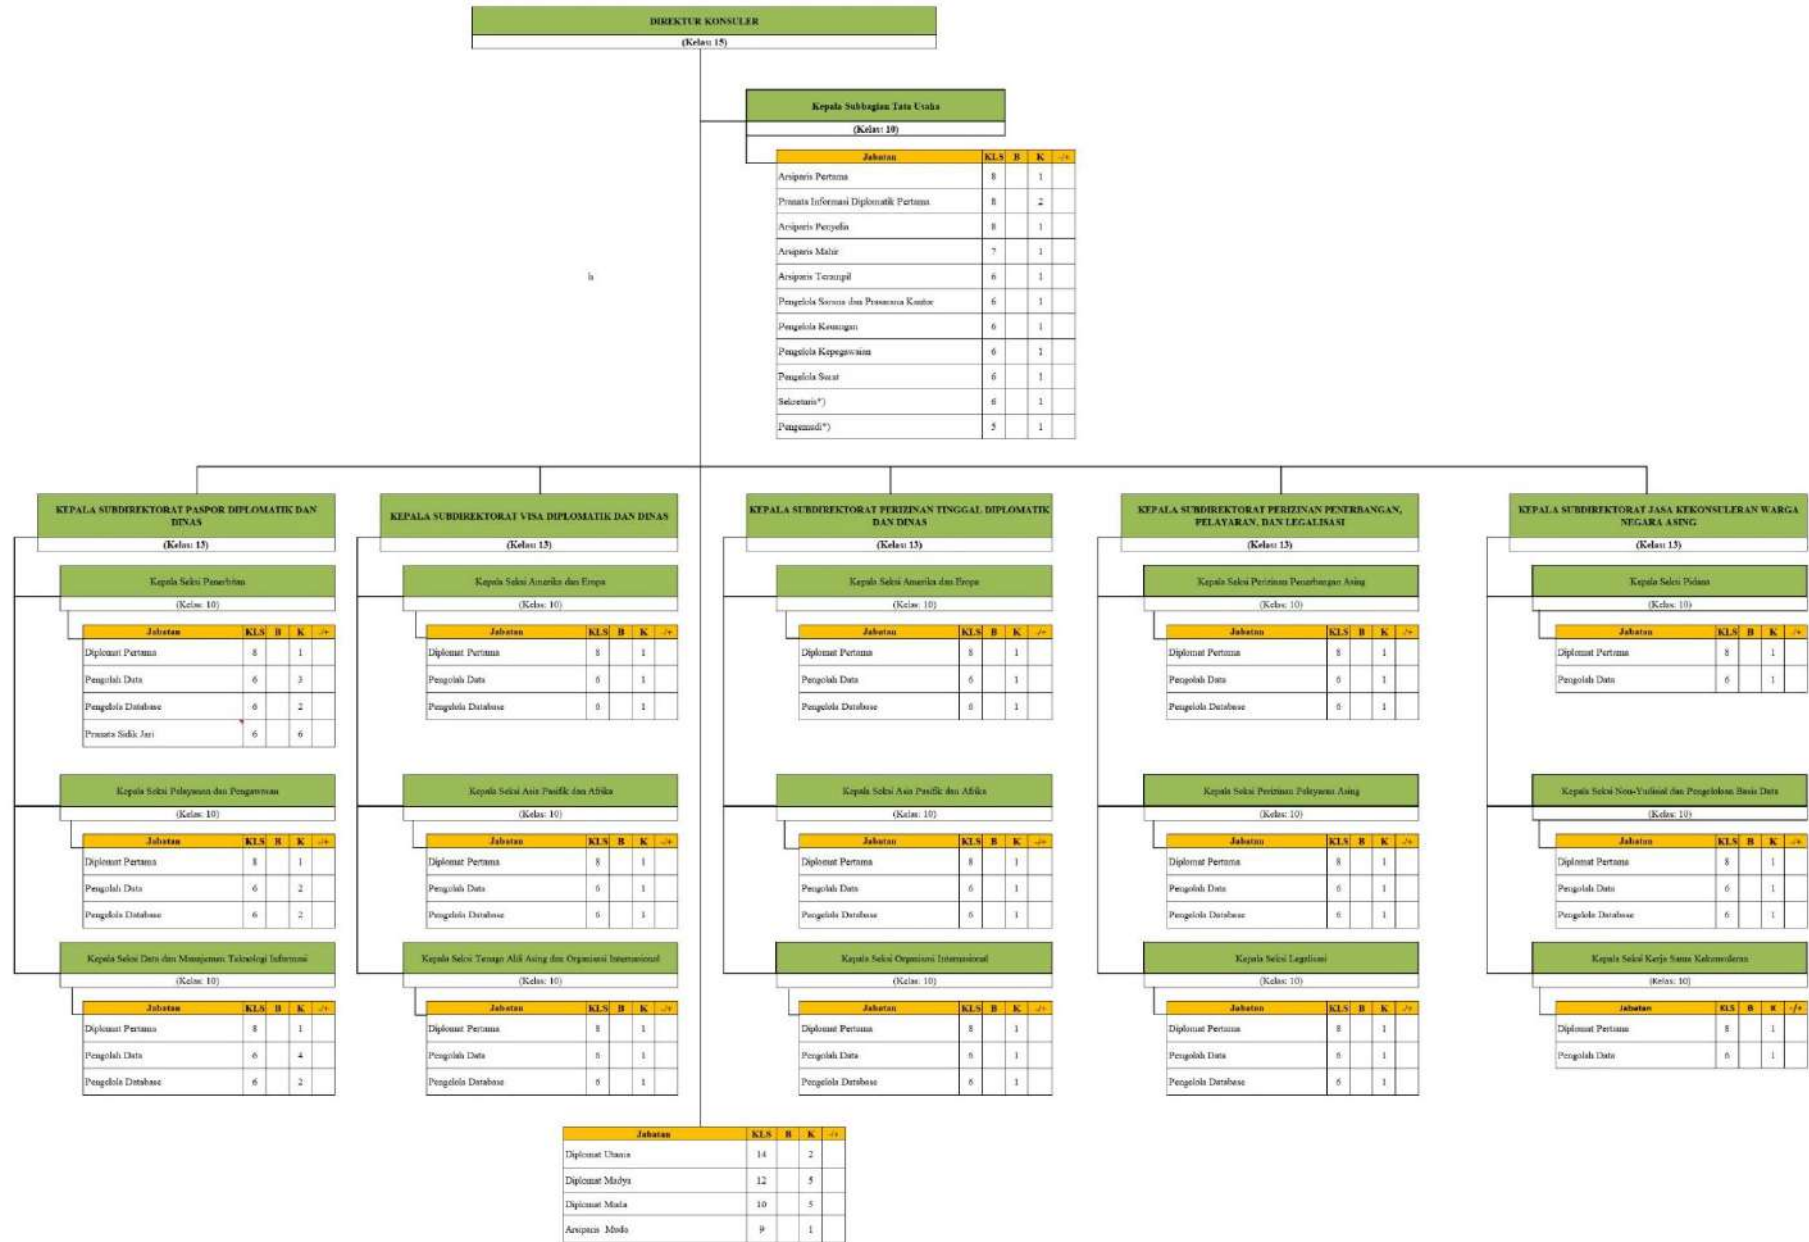 DIREKTUR KONSULER
(Kelas: 15)
Kepala Subbagian Tata Usaha
(Kelas: 10)
Jabatan KLS B K -/+
Arsiparis Pertama 8 1
Pranata Informasi Diplomatik Pertama 8 2
Arsiparis Penyelia 8 1
Arsiparis Mahir 7 1
Arsiparis Terampil 6 1
Pengelola Sarana dan Prasarana Kantor 6 1
Pengelola Keuangan 6 1
Pengelola Kepegawaian 6 1
Pengelola Surat 6 1
Sekretaris*) 6 1
Pengemudi*) 5 1
h
KEPALA SUBDIREKTORAT PASPOR DIPLOMATIK DAN
DINAS
(Kelas: 13)
Kepala Seksi Penerbitan
(Kelas: 10)
Jabatan KLS B K -/+
Diplomat Pertama 8 1
Pengolah Data 6 3
Pengelola Database 6 2
Pranata Sidik Jari 6 6
Kepala Seksi Pelayanan dan Pengawasan
(Kelas: 10)
Jabatan KLS B K -/+
Diplomat Pertama 8 1
Pengolah Data 6 2
Pengelola Database 6 2
Kepala Seksi Data dan Manajemen Teknologi Informasi
(Kelas: 10)
Jabatan KLS B K -/+
Diplomat Pertama 8 1
Pengolah Data 6 4
Pengelola Database 6 2
KEPALA SUBDIREKTORAT VISA DIPLOMATIK DAN DINAS
(Kelas: 13)
Kepala Seksi Amerika dan Eropa
(Kelas: 10)
Jabatan KLS B K -/+
Diplomat Pertama 8 1
Pengolah Data 6 1
Pengelola Database 6 1
Kepala Seksi Asia Pasifik dan Afrika
(Kelas: 10)
Jabatan KLS B K -/+
Diplomat Pertama 8 1
Pengolah Data 6 1
Pengelola Database 6 1
Kepala Seksi Tenaga Ahli Asing dan Organisasi Internasional
(Kelas: 10)
Jabatan KLS B K -/+
Diplomat Pertama 8 1
Pengolah Data 6 1
Pengelola Database 6 1
KEPALA SUBDIREKTORAT PERIZINAN TINGGAL DIPLOMATIK
DAN DINAS
(Kelas: 13)
Kepala Seksi Amerika dan Eropa
(Kelas: 10)
Jabatan KLS B K -/+
Diplomat Pertama 8 1
Pengolah Data 6 1
Pengelola Database 6 1
Kepala Seksi Asia Pasifik dan Afrika
(Kelas: 10)
Jabatan KLS B K -/+
Diplomat Pertama 8 1
Pengolah Data 6 1
Pengelola Database 6 1
Kepala Seksi Organisasi Internasional
(Kelas: 10)
Jabatan KLS B K -/+
Diplomat Pertama 8 1
Pengolah Data 6 1
Pengelola Database 6 1
KEPALA SUBDIREKTORAT PERIZINAN PENERBANGAN,
PELAYARAN, DAN LEGALISASI
(Kelas: 13)
Kepala Seksi Perizinan Penerbangan Asing
(Kelas: 10)
Jabatan KLS B K -/+
Diplomat Pertama 8 1
Pengolah Data 6 1
Pengelola Database 6 1
Kepala Seksi Perizinan Pelayaran Asing
(Kelas: 10)
Jabatan KLS B K -/+
Diplomat Pertama 8 1
Pengolah Data 6 1
Pengelola Database 6 1
Kepala Seksi Legalisasi
(Kelas: 10)
Jabatan KLS B K -/+
Diplomat Pertama 8 1
Pengolah Data 6 1
Pengelola Database 6 1
KEPALA SUBDIREKTORAT JASA KEKONSULERAN WARGA
NEGARA ASING
(Kelas: 13)
Kepala Seksi Pidana
(Kelas: 10)
Jabatan KLS B K -/+
Diplomat Pertama 8 1
Pengolah Data 6 1
Kepala Seksi Non-Yudisial dan Pengelolaan Basis Data
(Kelas: 10)
Jabatan KLS B K -/+
Diplomat Pertama 8 1
Pengolah Data 6 1
Pengelola Database 6 1
Kepala Seksi Kerja Sama Kekonsuleran
(Kelas: 10)
Jabatan KLS B K -/+
Diplomat Pertama 8 1
Pengolah Data 6 1
Jabatan KLS B K -/+
Diplomat Utama 14 2
Diplomat Madya 12 5
Diplomat Muda 10 5
Arsiparis Muda 9 1